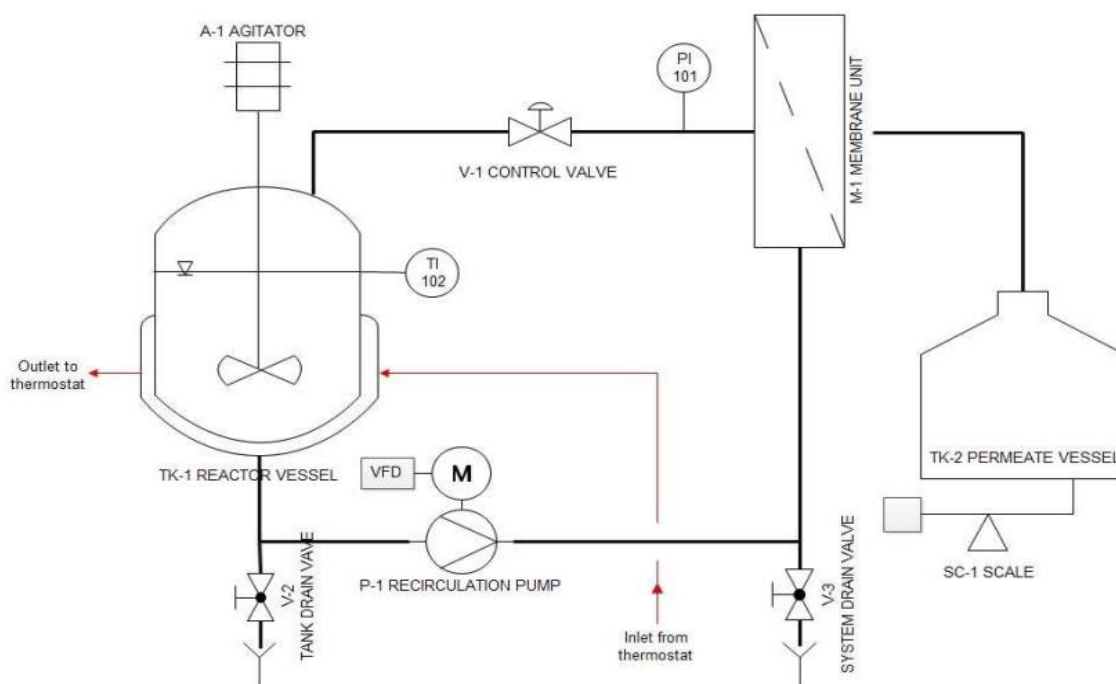 A-1 AGITATOR
PI
101
V-1 CONTROL VALVE
M-1 MEMBRANE UNIT
TI
102
Outlet to
thermostat
TK-1 REACTOR VESSEL
VFD
M
TK-2 PERMEATE VESSEL
P-1 RECIRCULATION PUMP
V-2
TANK DRAIN VAVE
Inlet from
thermostat
V-3
SYSTEM DRAIN VALVE
SC-1 SCALE